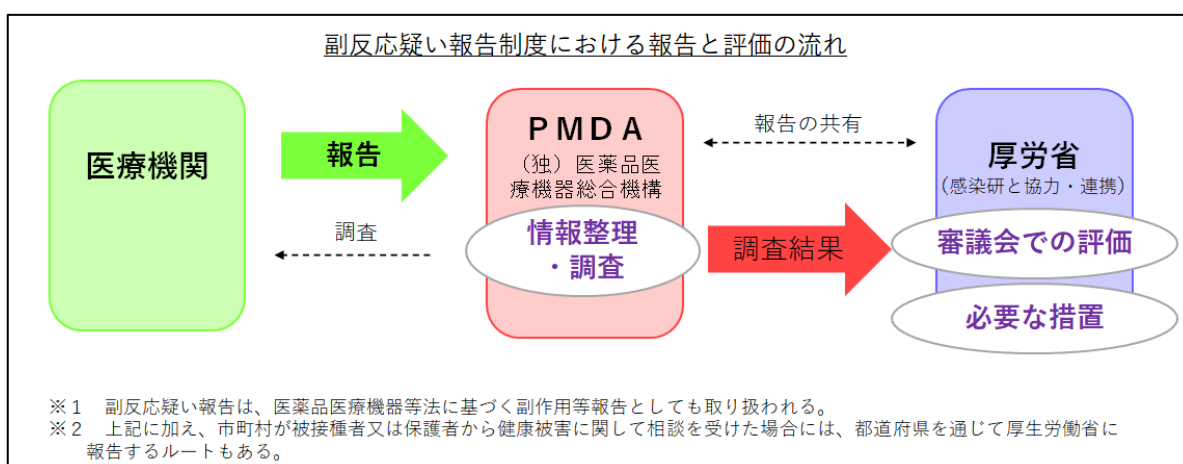 副反応疑い報告制度における報告と評価の流れ
医療機関
報告
調査
PMDA
（独）医薬品医
療機器総合機構
情報整理
・調査
報告の共有
調査結果
厚労省
(感染研と協力・連携)
審議会での評価
必要な措置
※１　副反応疑い報告は、医薬品医療機器等法に基づく副作用等報告としても取り扱われる。
※２　上記に加え、市町村が被接種者又は保護者から健康被害に関して相談を受けた場合には、都道府県を通じて厚生労働省に
報告するルートもある。